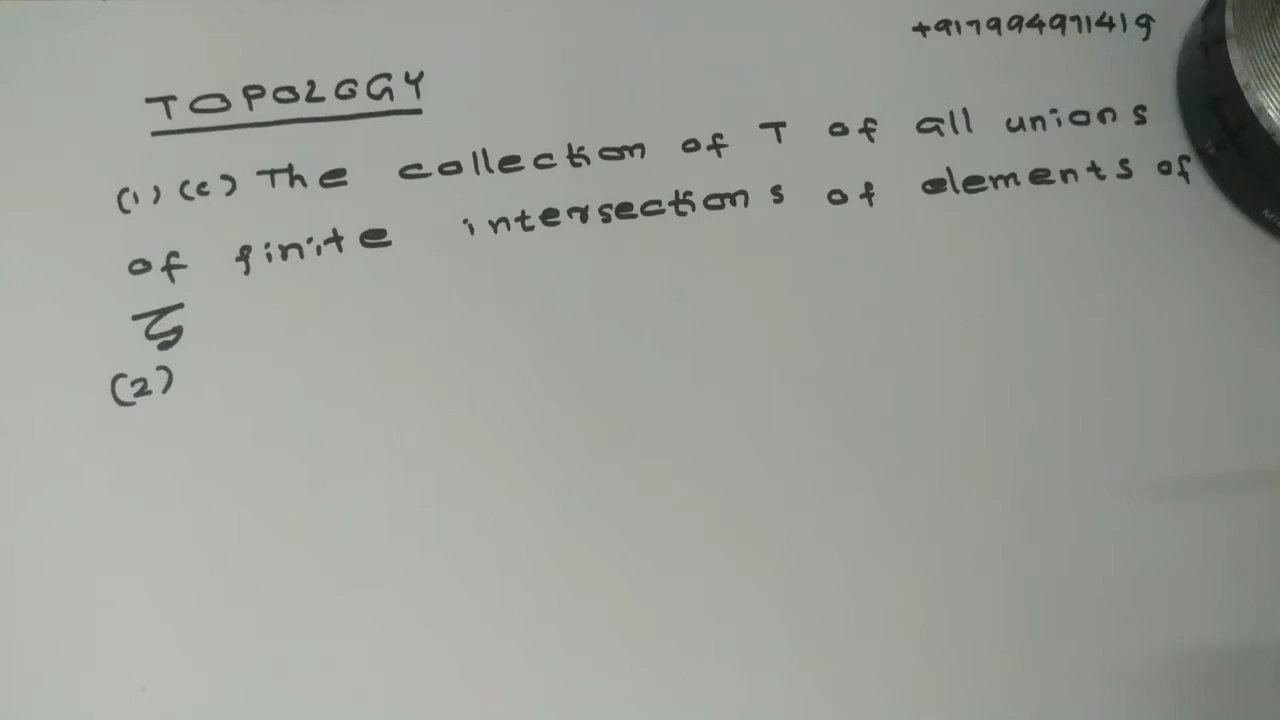 +917994971419
TOPOLOGY
(1) (c) The collection of T of all unions
of finite intersections of elements of
(2)